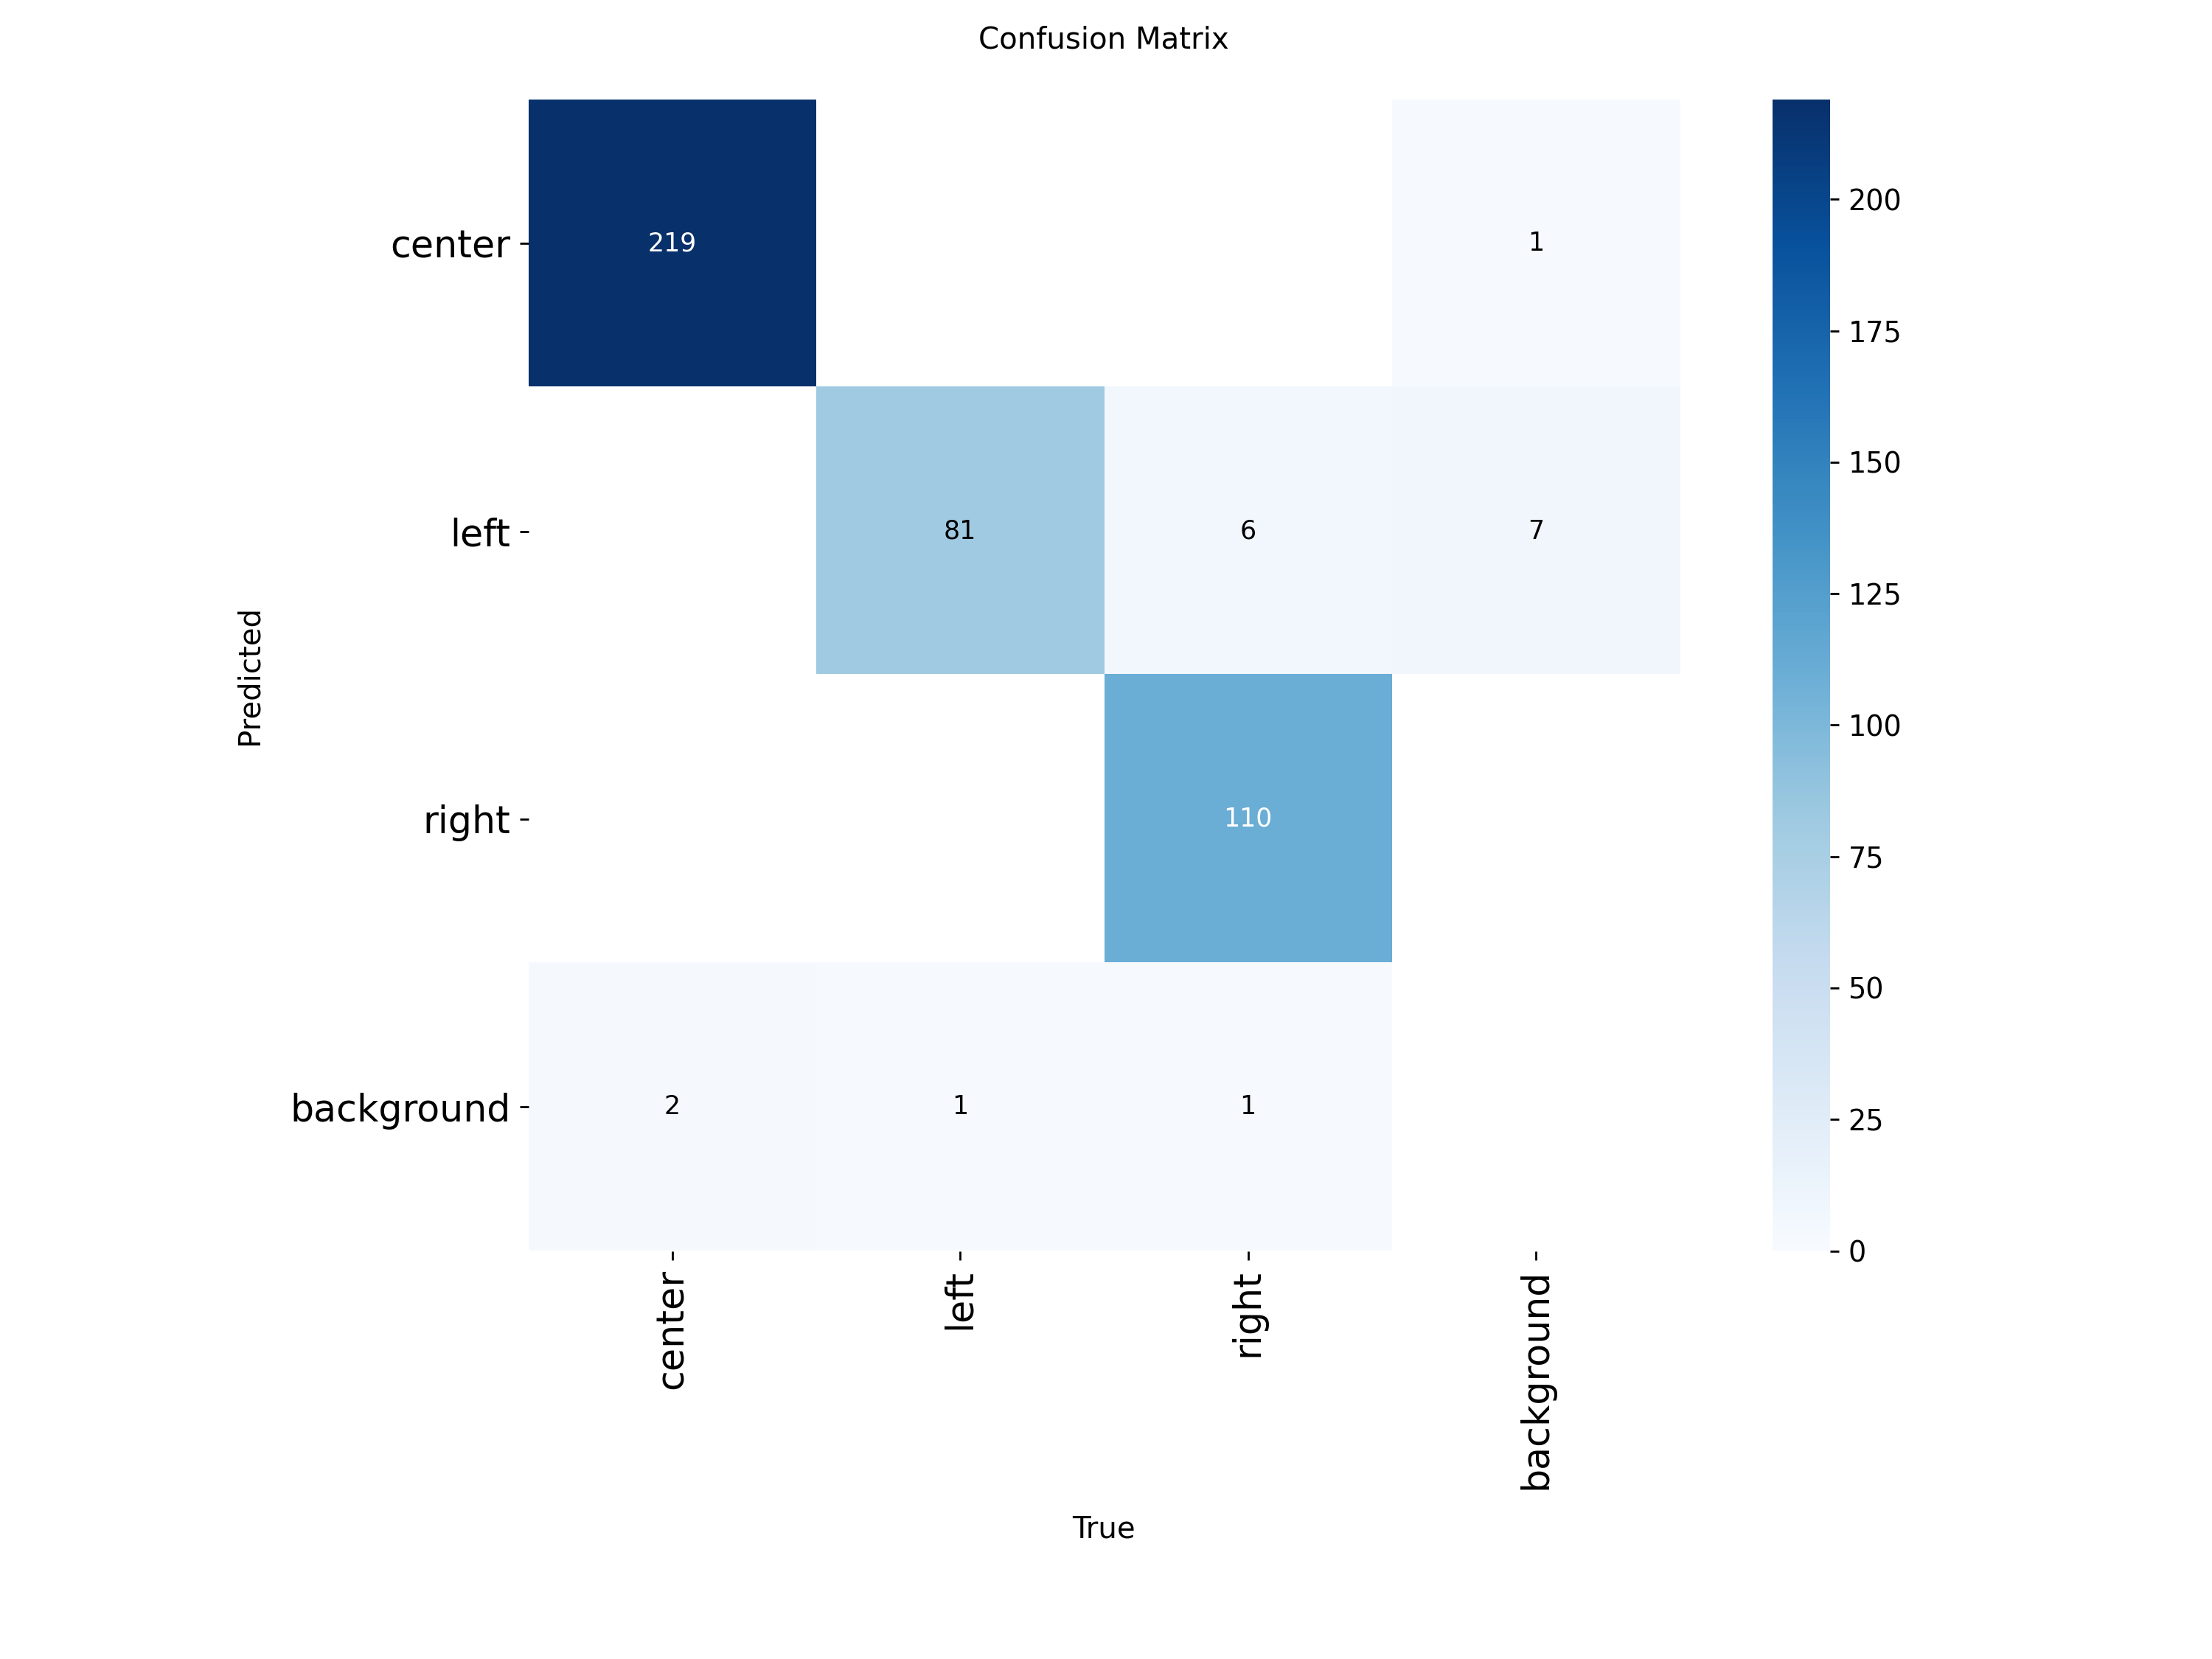 Confusion Matrix
center
219
1
200
175
150
left
81
6
7
125
Predicted
100
right
110
75
50
background
2
1
1
25
0
center
left
right
background
True